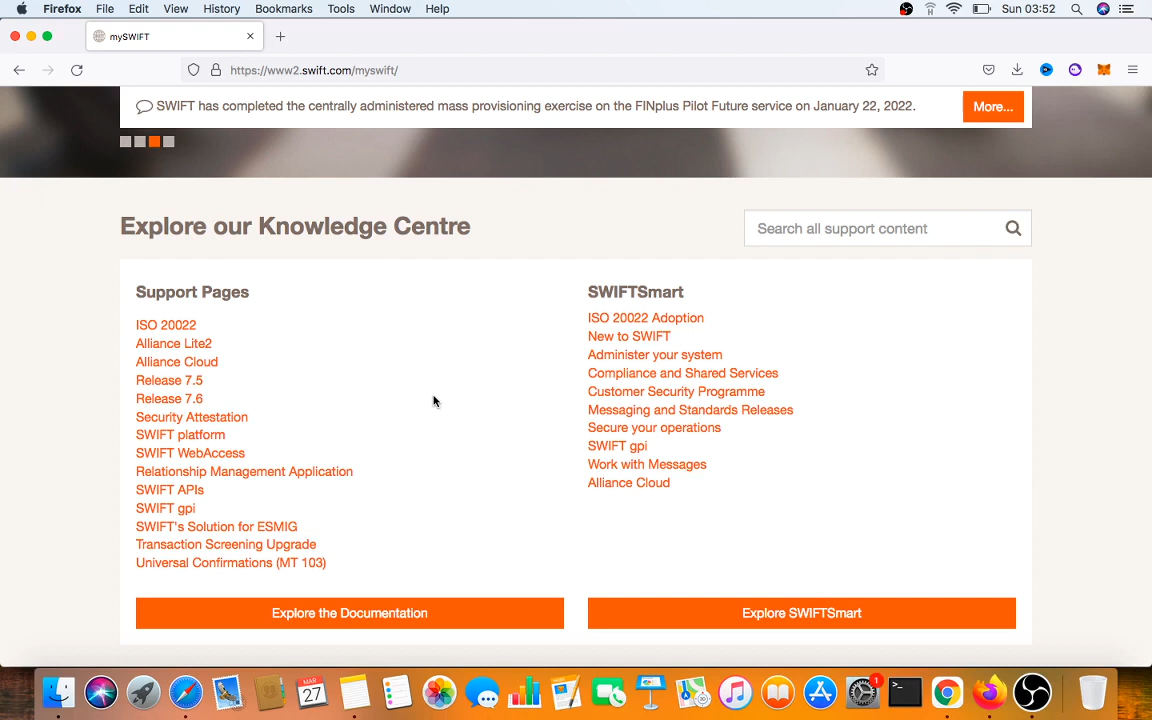 Firefox File Edit View History Bookmarks Tools Window Help Sun 03:52
mySWIFT
https://www2.swift.com/myswift/
SWIFT has completed the centrally administered mass provisioning exercise on the FINplus Pilot Future service on January 22, 2022. More...
Explore our Knowledge Centre
Search all support content
Support Pages
ISO 20022
Alliance Lite2
Alliance Cloud
Release 7.5
Release 7.6
Security Attestation
SWIFT platform
SWIFT WebAccess
Relationship Management Application
SWIFT APIs
SWIFT gpi
SWIFT's Solution for ESMIG
Transaction Screening Upgrade
Universal Confirmations (MT 103)
Explore the Documentation
SWIFTSmart
ISO 20022 Adoption
New to SWIFT
Administer your system
Compliance and Shared Services
Customer Security Programme
Messaging and Standards Releases
Secure your operations
SWIFT gpi
Work with Messages
Alliance Cloud
Explore SWIFTSmart
MAR
27
1